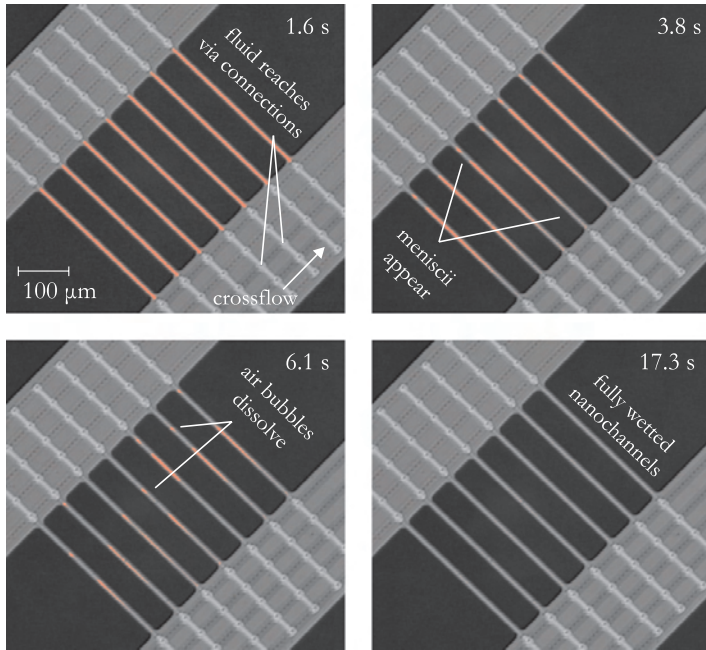 1.6 s
fluid reaches
via connections
100 µm
crossflow
3.8 s
meniscii
appear
6.1 s
air bubbles
dissolve
17.3 s
fully wetted
nanochannels